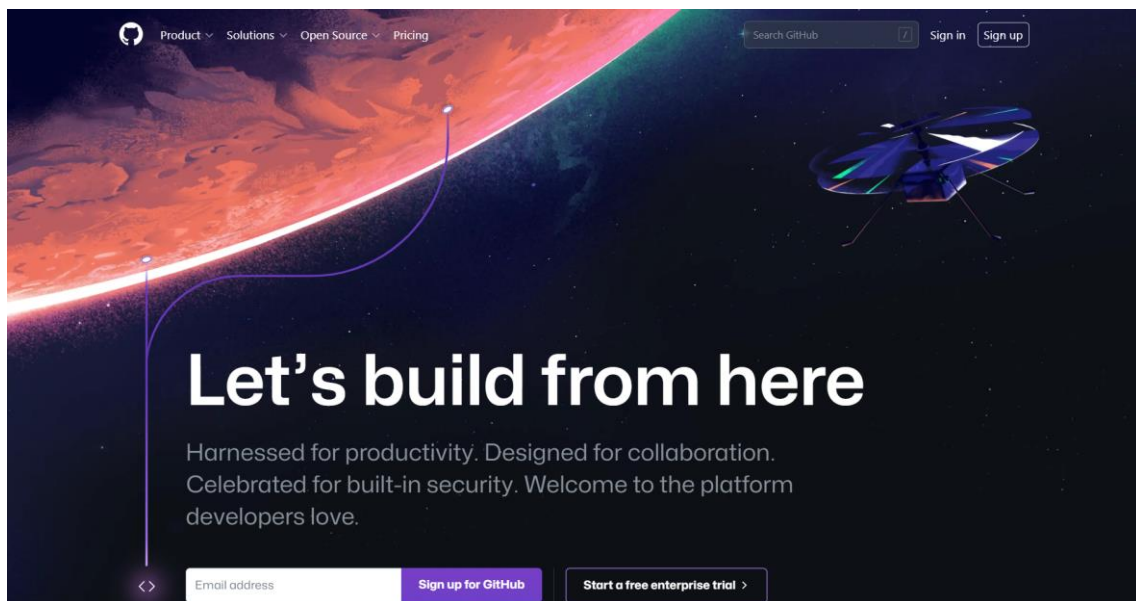 Product Solutions Open Source Pricing Search GitHub / Sign in Sign up
Let’s build from here
Harnessed for productivity. Designed for collaboration.
Celebrated for built-in security. Welcome to the platform
developers love.
Email address Sign up for GitHub Start a free enterprise trial >